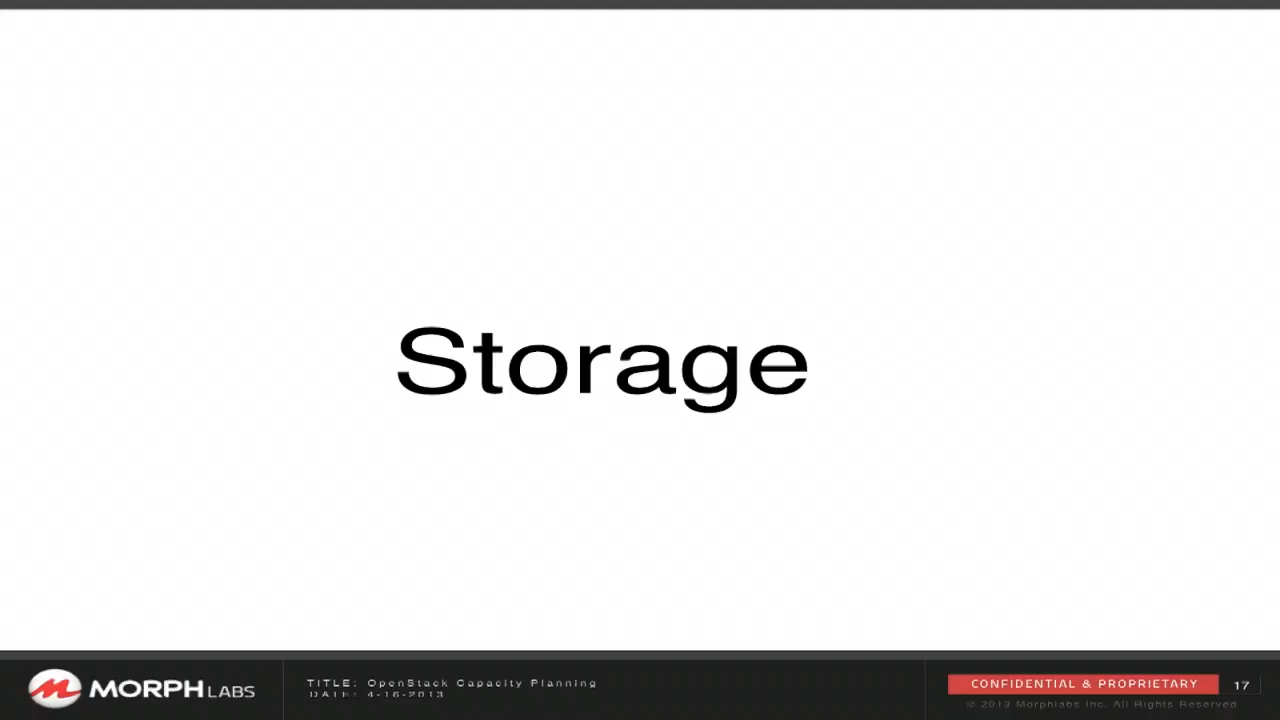 Storage
MORPH LABS
TITLE: OpenStack Capacity Planning
DATE: 4-16-2013
CONFIDENTIAL & PROPRIETARY
17
© 2013 Morphlabs Inc. All Rights Reserved